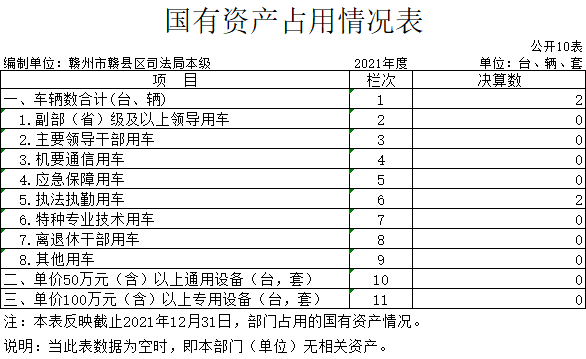 国有资产占用情况表
公开10表
编制单位：赣州市赣县区司法局本级 2021年度 单位：台、辆、套
项 目 栏次 决算数
一、车辆数合计(台、辆) 1 2
1.副部（省）级及以上领导用车 2 0
2.主要领导干部用车 3 0
3.机要通信用车 4 0
4.应急保障用车 5 0
5.执法执勤用车 6 2
6.特种专业技术用车 7 0
7.离退休干部用车 8 0
8.其他用车 9 0
二、单价50万元（含）以上通用设备（台，套） 10 0
三、单价100万元（含）以上专用设备（台，套） 11 0
注：本表反映截止2021年12月31日，部门占用的国有资产情况。
说明：当此表数据为空时，即本部门（单位）无相关资产。